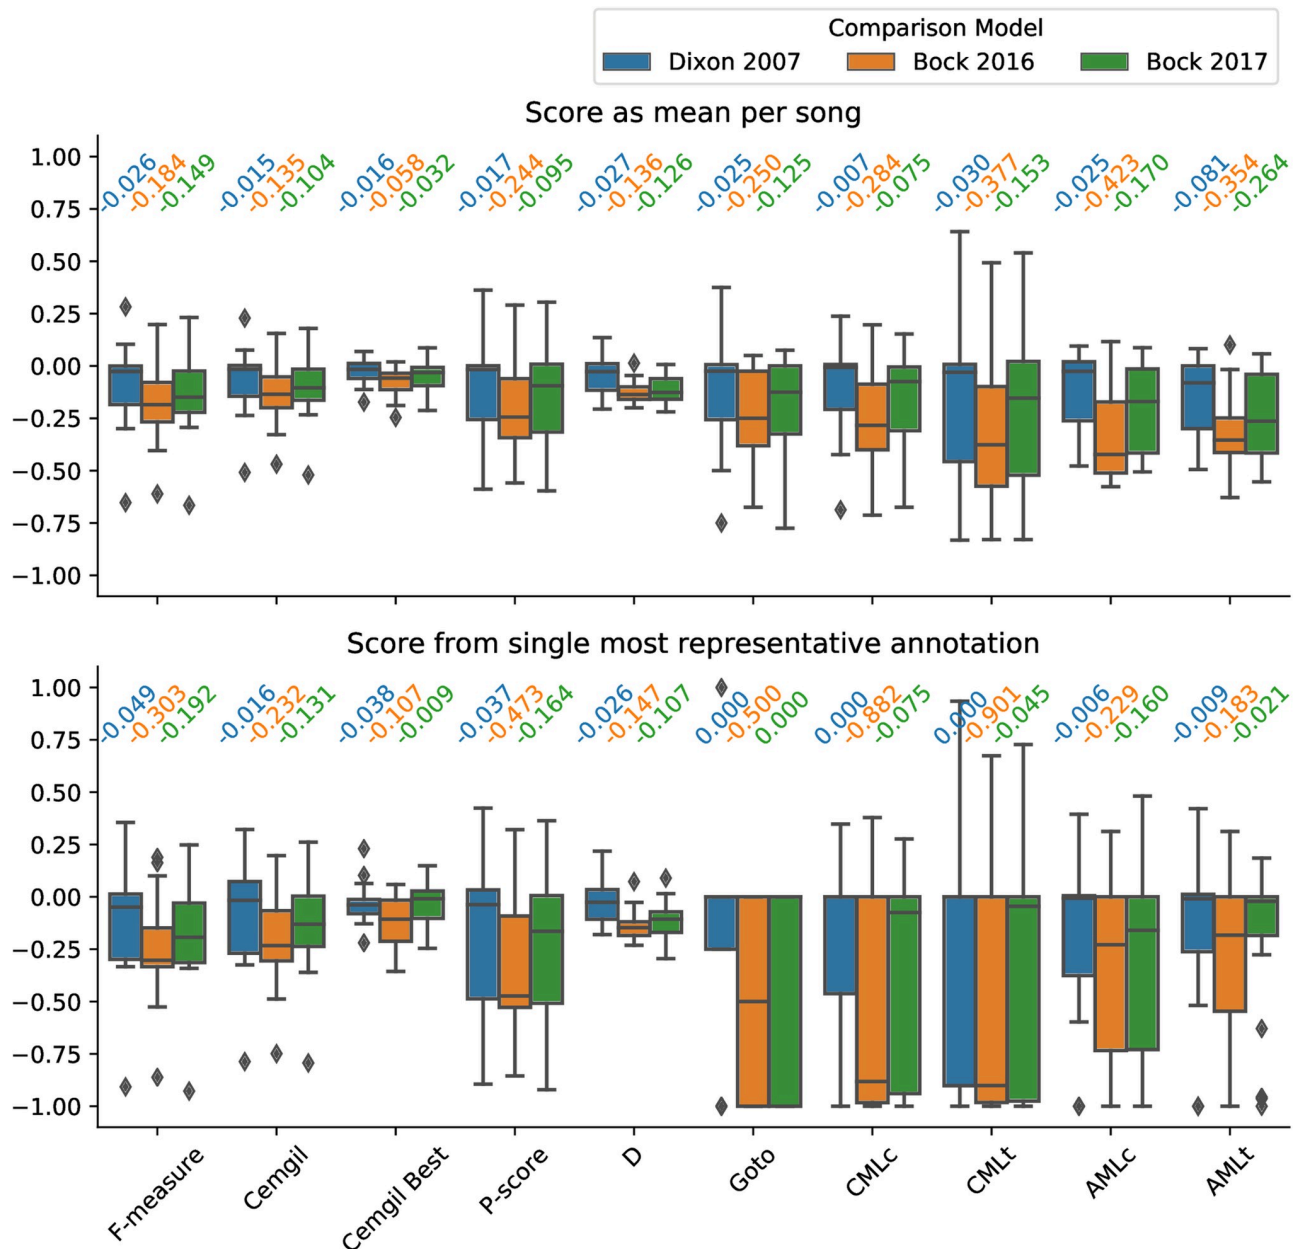 Comparison Model
Dixon 2007 Bock 2016 Bock 2017
Score as mean per song
-0.026 -0.184 -0.149 -0.015 -0.135 -0.104 -0.016 -0.058 -0.032 -0.017 -0.244 -0.095 -0.027 -0.136 -0.126 -0.025 -0.250 -0.125 -0.007 -0.284 -0.075 -0.030 -0.377 -0.153 -0.025 -0.423 -0.170 -0.081 -0.354 -0.264
1.00
0.75
0.50
0.25
0.00
−0.25
−0.50
−0.75
−1.00
Score from single most representative annotation
-0.049 -0.303 -0.192 -0.016 -0.232 -0.131 -0.038 -0.107 -0.009 -0.037 -0.473 -0.164 -0.026 -0.147 -0.107 0.000 -0.500 0.000 0.000 -0.882 -0.075 0.000 -0.901 -0.045 -0.006 -0.229 -0.160 -0.009 -0.183 -0.021
1.00
0.75
0.50
0.25
0.00
−0.25
−0.50
−0.75
−1.00
F-measure Cemgil Cemgil Best P-score D Goto CMLc CMLt AMLc AMLt